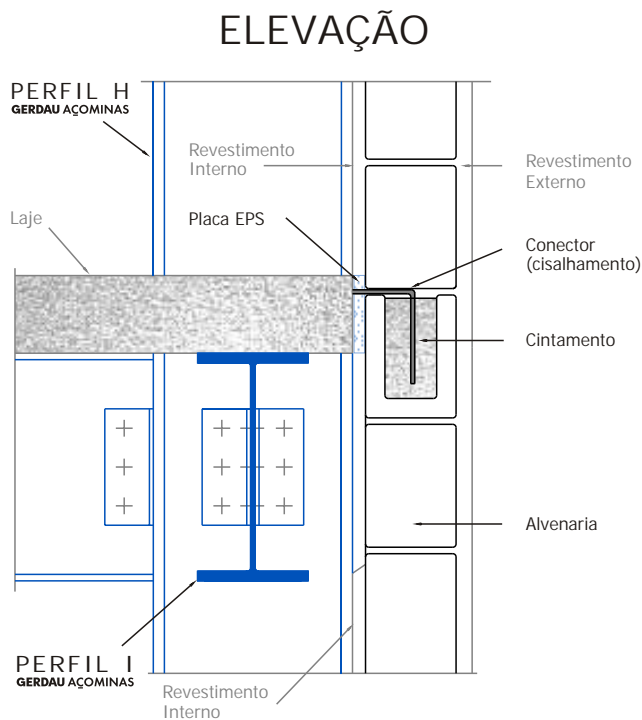 ELEVAÇÃO
PERFIL H
GERDAU AÇOMINAS
Revestimento
Interno
Revestimento
Externo
Laje
Placa EPS
Conector
(cisalhamento)
Cintamento
Alvenaria
PERFIL I
GERDAU AÇOMINAS
Revestimento
Interno